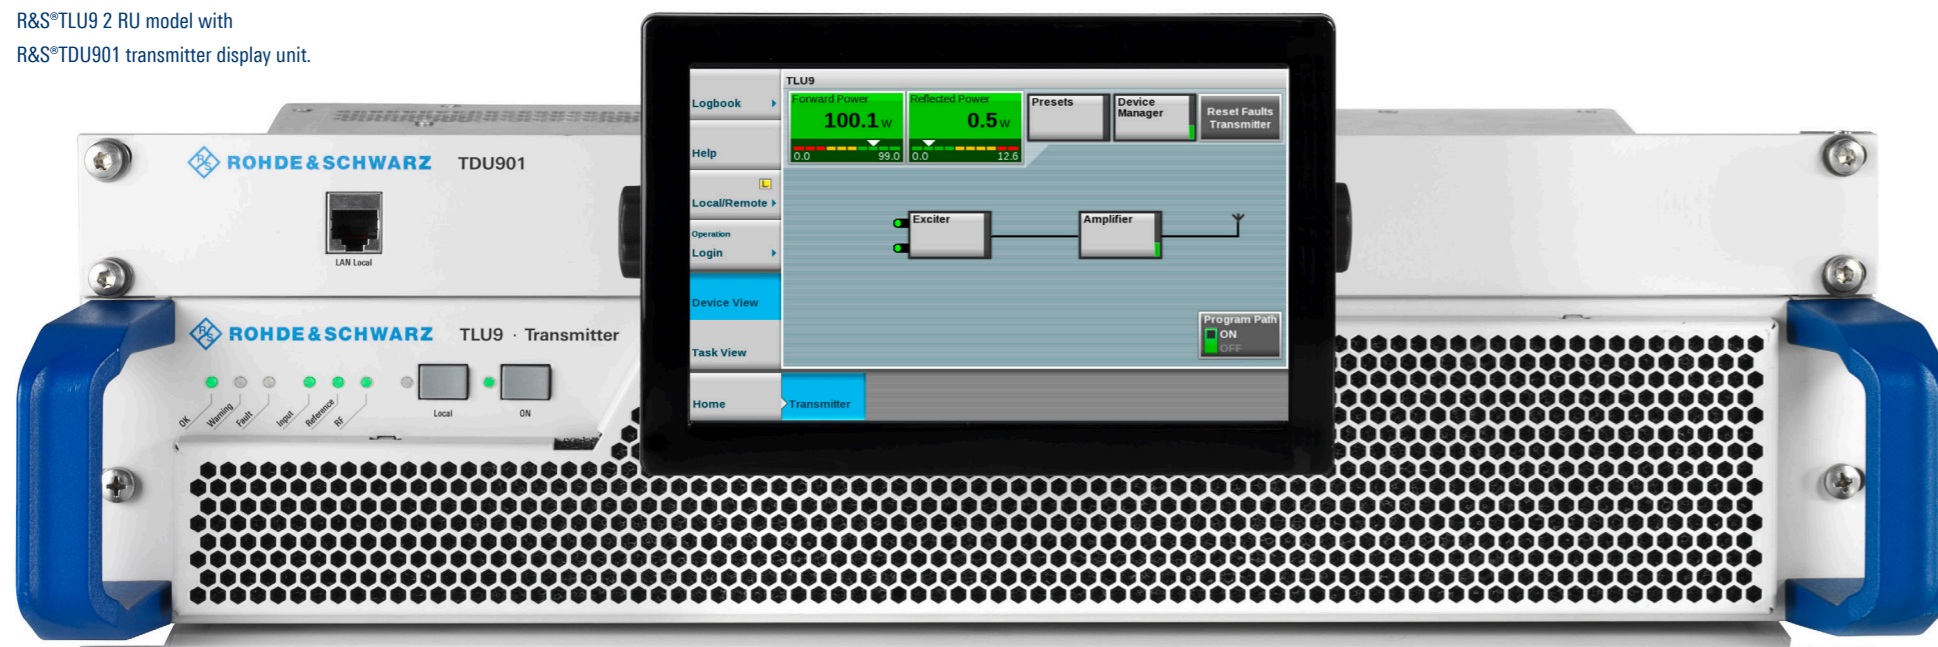 R&S®TLU9 2 RU model with
R&S®TDU901 transmitter display unit.
R&S ROHDE&SCHWARZ TDU901
LAN Local
R&S ROHDE&SCHWARZ TLU9 · Transmitter
OK Warning Fault Input Reference RF Local ON
Logbook
Help
L
Local/Remote
Operation
Login
Device View
Task View
Home
Transmitter
TLU9
Forward Power
100.1 W
0.0 99.0
Reflected Power
0.5 W
0.0 12.6
Presets
Device
Manager
Reset Faults
Transmitter
Exciter
Amplifier
Program Path
ON
OFF